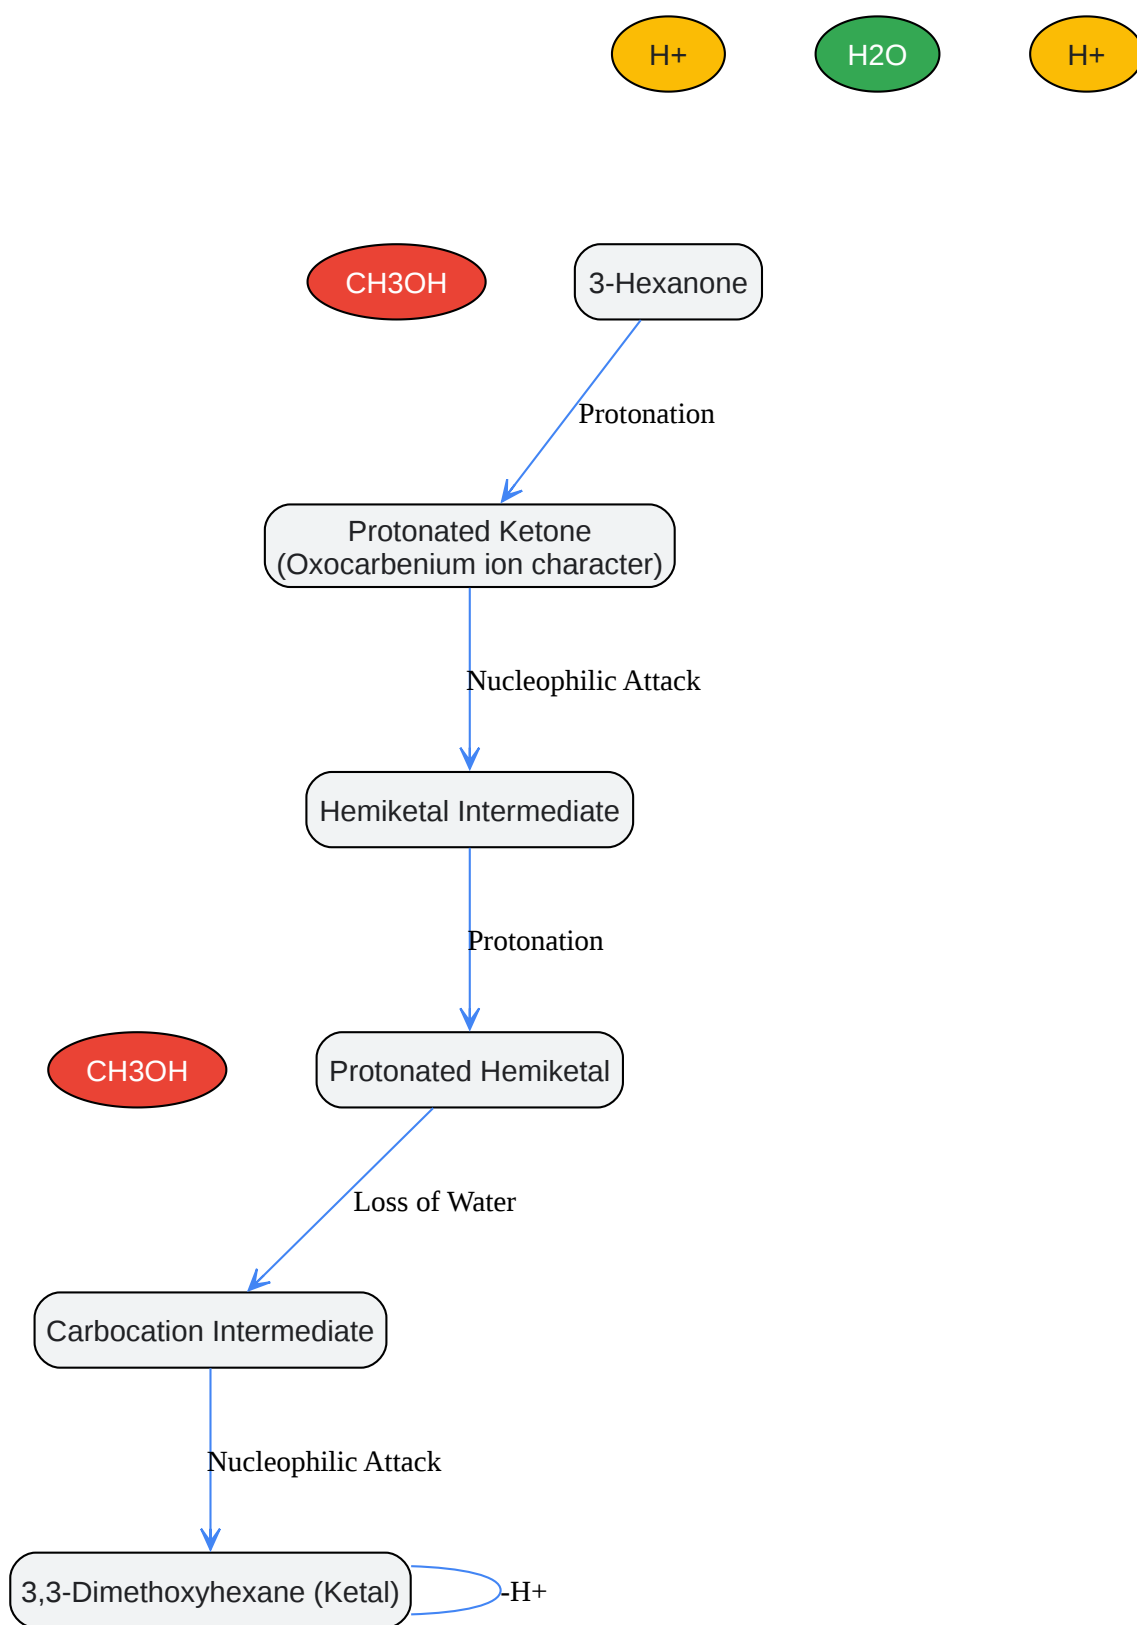 H+
H2O
H+
CH3OH
3-Hexanone
Protonation
Protonated Ketone
(Oxocarbenium ion character)
Nucleophilic Attack
Hemiketal Intermediate
Protonation
CH3OH
Protonated Hemiketal
Loss of Water
Carbocation Intermediate
Nucleophilic Attack
3,3-Dimethoxyhexane (Ketal)
-H+